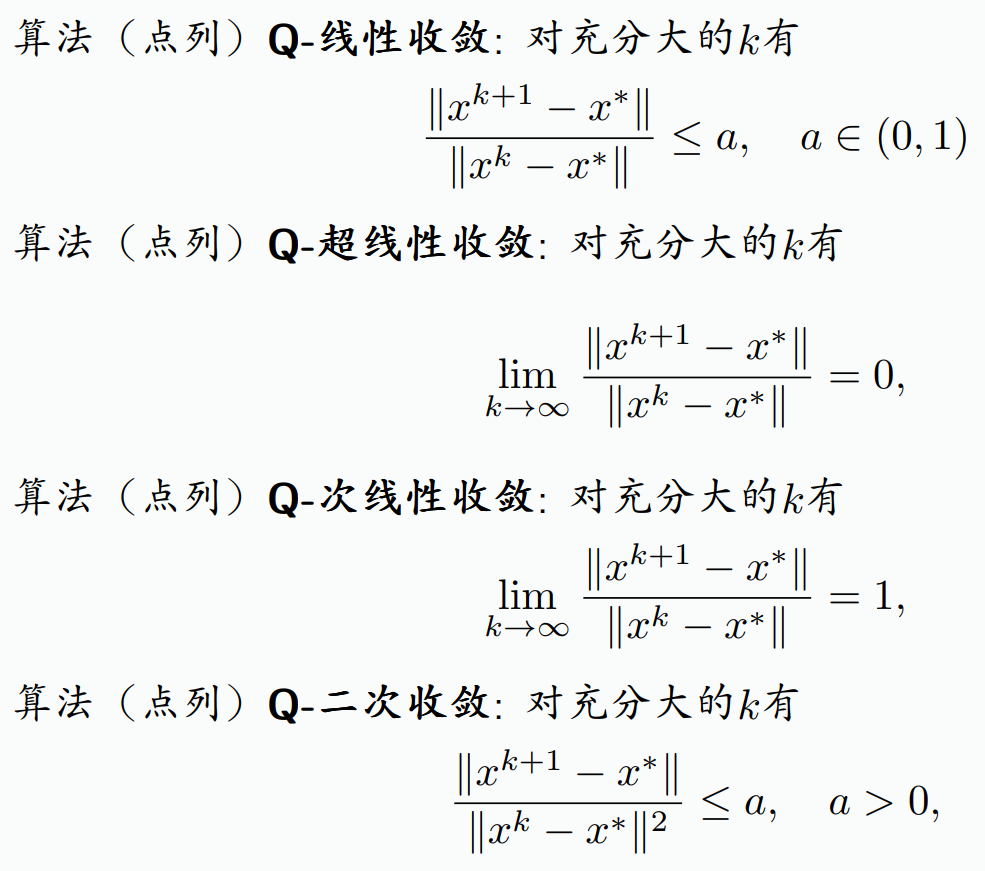 算法（点列）Q-线性收敛: 对充分大的k有
$$\frac{\|x^{k+1} - x^*\|}{\|x^k - x^*\|} \leq a, \quad a \in (0, 1)$$
算法（点列）Q-超线性收敛: 对充分大的k有
$$\lim_{k \to \infty} \frac{\|x^{k+1} - x^*\|}{\|x^k - x^*\|} = 0,$$
算法（点列）Q-次线性收敛: 对充分大的k有
$$\lim_{k \to \infty} \frac{\|x^{k+1} - x^*\|}{\|x^k - x^*\|} = 1,$$
算法（点列）Q-二次收敛: 对充分大的k有
$$\frac{\|x^{k+1} - x^*\|}{\|x^k - x^*\|^2} \leq a, \quad a > 0,$$